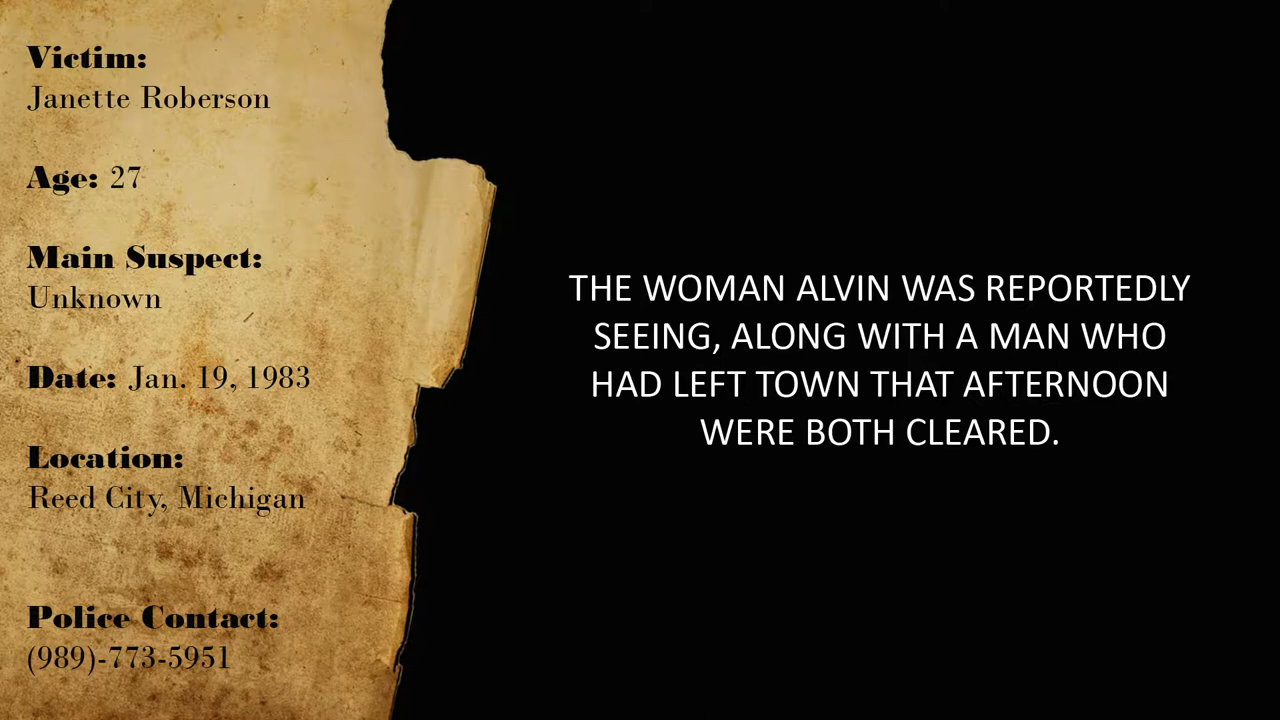 Victim:
Janette Roberson
Age: 27
Main Suspect:
Unknown
Date: Jan. 19, 1983
Location:
Reed City, Michigan
Police Contact:
(989)-773-5951
THE WOMAN ALVIN WAS REPORTEDLY
SEEING, ALONG WITH A MAN WHO
HAD LEFT TOWN THAT AFTERNOON
WERE BOTH CLEARED.